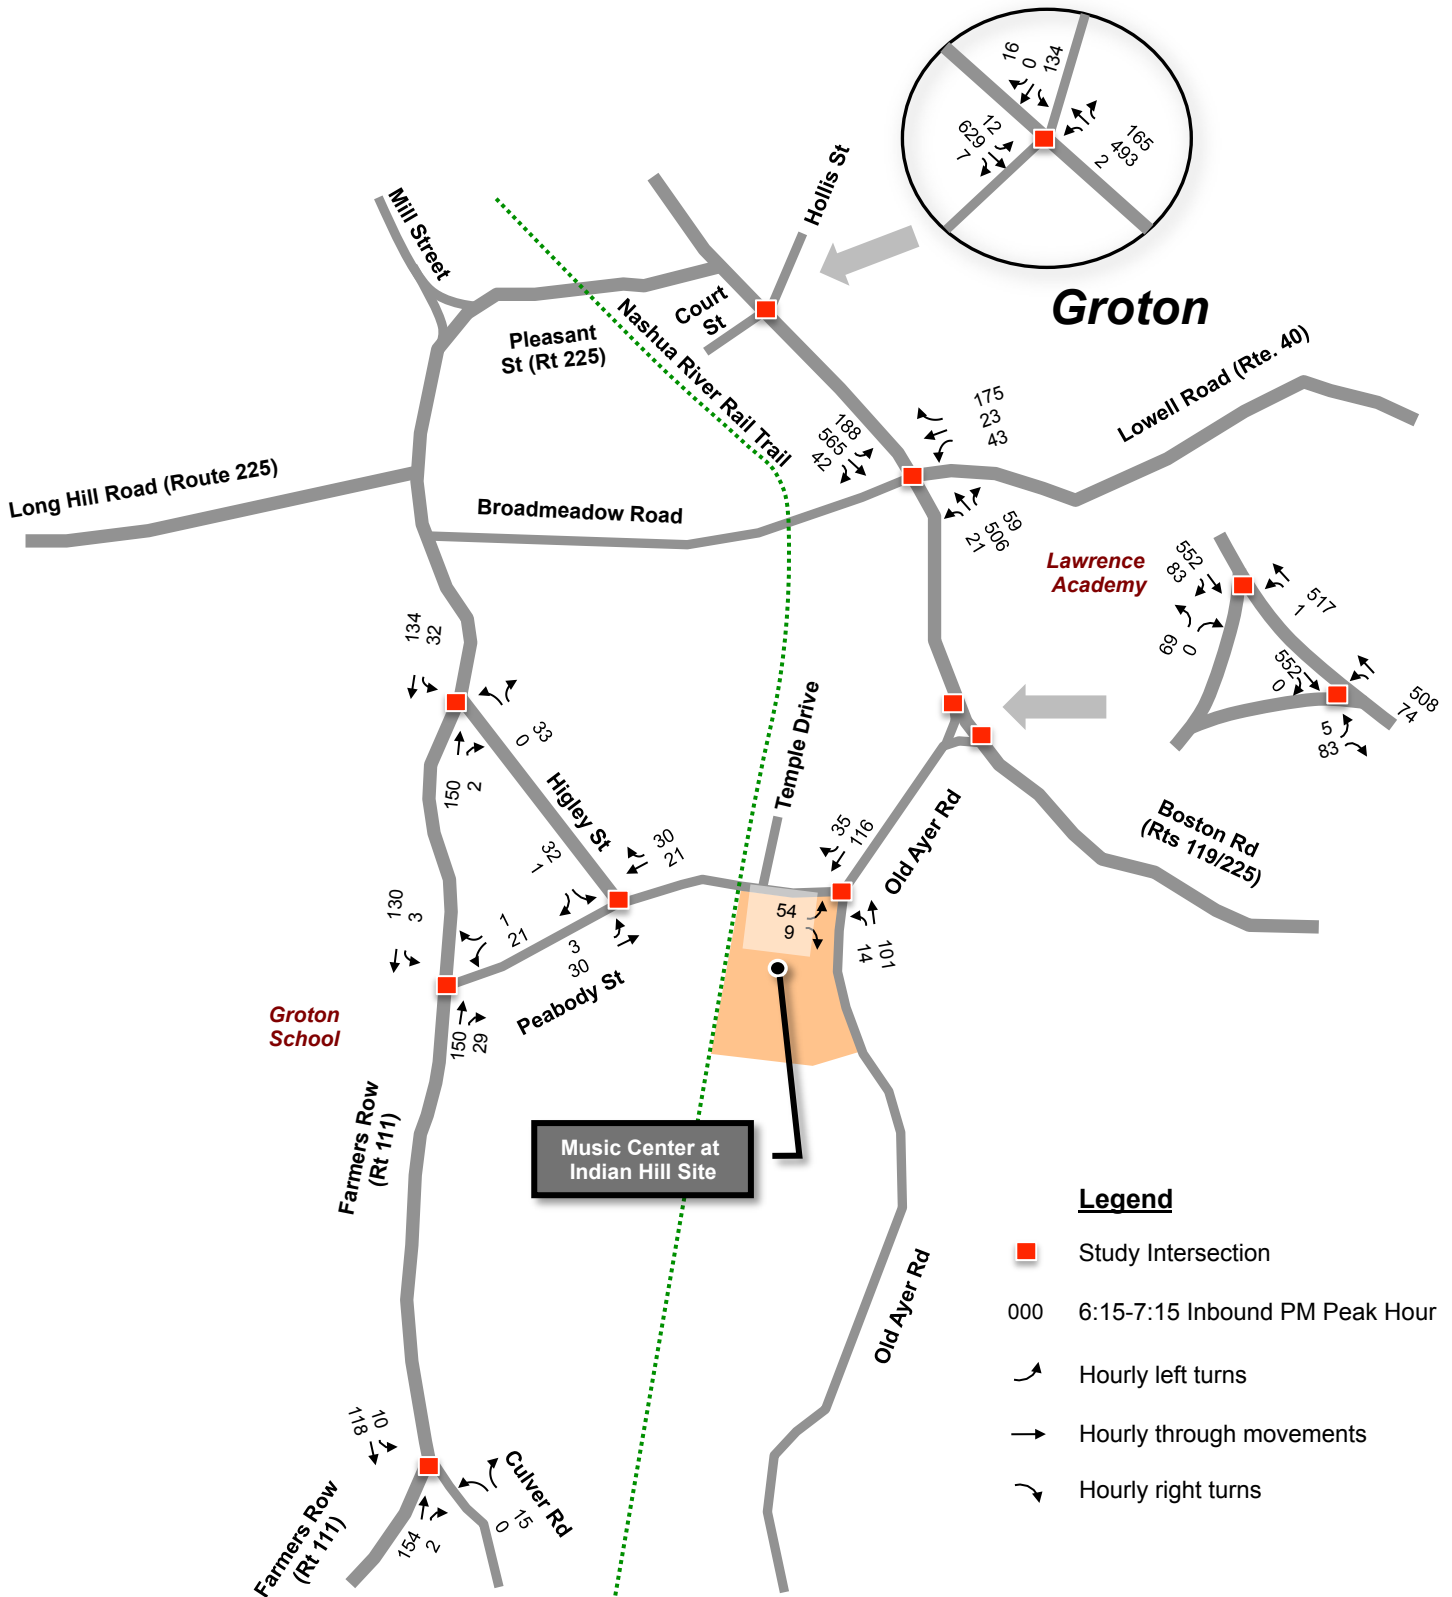 16
0
134
12
629
7
165
493
2
Hollis St
Mill Street
Groton
Court
St
Nashua River Rail Trail
Pleasant
St (Rt 225)
Lowell Road (Rte. 40)
175
23
43
188
565
42
Long Hill Road (Route 225)
Broadmeadow Road
59
506
21
Lawrence
Academy
552
83
517
1
69
0
552
0
508
74
5
83
134
32
33
0
150
2
Higley St
Temple Drive
Old Ayer Rd
Boston Rd
(Rts 119/225)
35
116
30
21
32
1
54
9
101
14
130
3
1
21
3
30
Peabody St
150
29
Groton
School
Farmers Row
(Rt 111)
Music Center at
Indian Hill Site
Old Ayer Rd
Legend
Study Intersection
000 6:15-7:15 Inbound PM Peak Hour
Hourly left turns
Hourly through movements
Hourly right turns
10
118
Culver Rd
15
0
154
2
Farmers Row
(Rt 111)